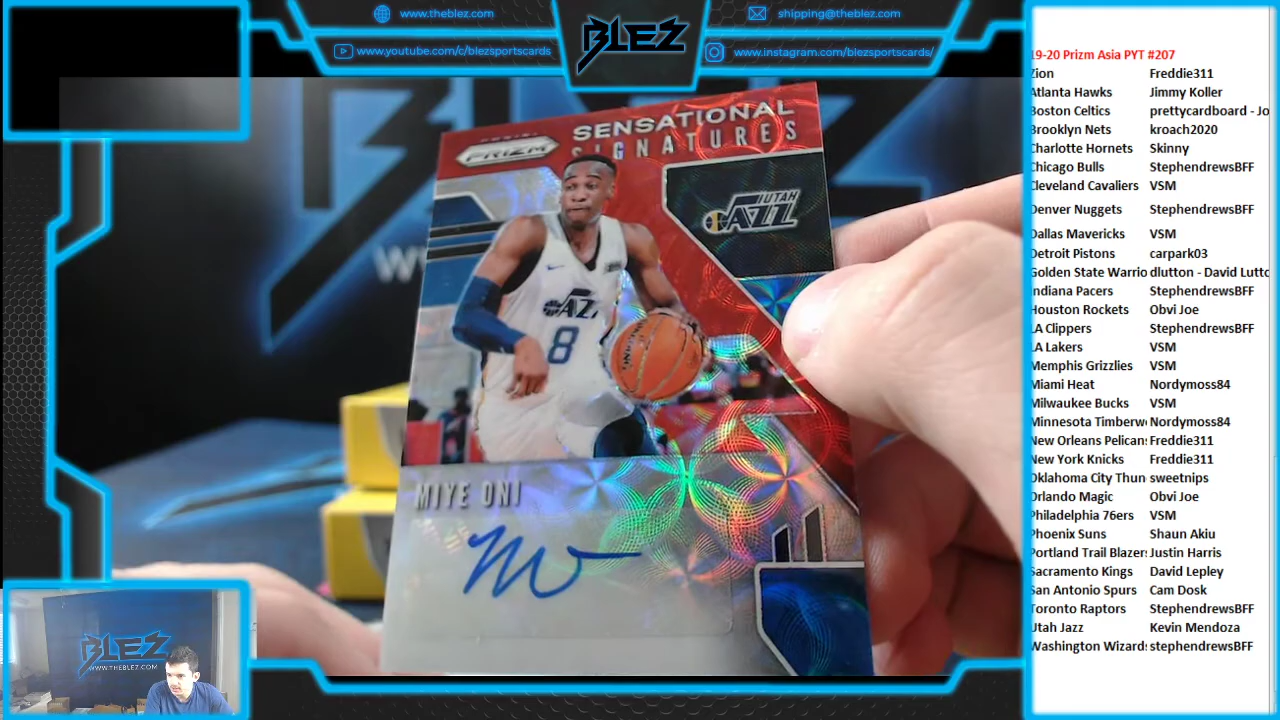 www.theblez.com
www.youtube.com/c/blezsportscards
BLEZ
shipping@theblez.com
www.instagram.com/blezsportscards/
PANINI
PRIZM
SENSATIONAL
SIGNATURES
UTAH
JAZZ
JAZZ
8
MIYE ONI
BLEZ
WWW.THEBLEZ.COM
19-20 Prizm Asia PYT #207
Zion Freddie311
Atlanta Hawks Jimmy Koller
Boston Celtics prettycardboard - Jo
Brooklyn Nets kroach2020
Charlotte Hornets Skinny
Chicago Bulls StephendrewsBFF
Cleveland Cavaliers VSM
Denver Nuggets StephendrewsBFF
Dallas Mavericks VSM
Detroit Pistons carpark03
Golden State Warrio dlutton - David Lutto
Indiana Pacers StephendrewsBFF
Houston Rockets Obvi Joe
LA Clippers StephendrewsBFF
LA Lakers VSM
Memphis Grizzlies VSM
Miami Heat Nordymoss84
Milwaukee Bucks VSM
Minnesota Timberw Nordymoss84
New Orleans Pelican Freddie311
New York Knicks Freddie311
Oklahoma City Thun sweetnips
Orlando Magic Obvi Joe
Philadelphia 76ers VSM
Phoenix Suns Shaun Akiu
Portland Trail Blazer Justin Harris
Sacramento Kings David Lepley
San Antonio Spurs Cam Dosk
Toronto Raptors StephendrewsBFF
Utah Jazz Kevin Mendoza
Washington Wizard stephendrewsBFF